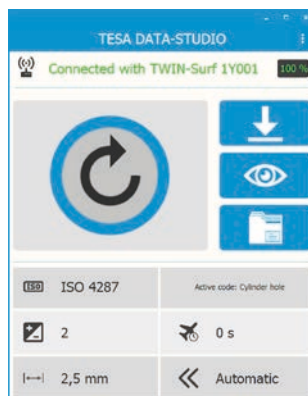 TESA DATA-STUDIO
Connected with TWIN-Surf 1Y001 100 %
ISO ISO 4287
Active code: Cylinder hole
2
0 s
2,5 mm
Automatic